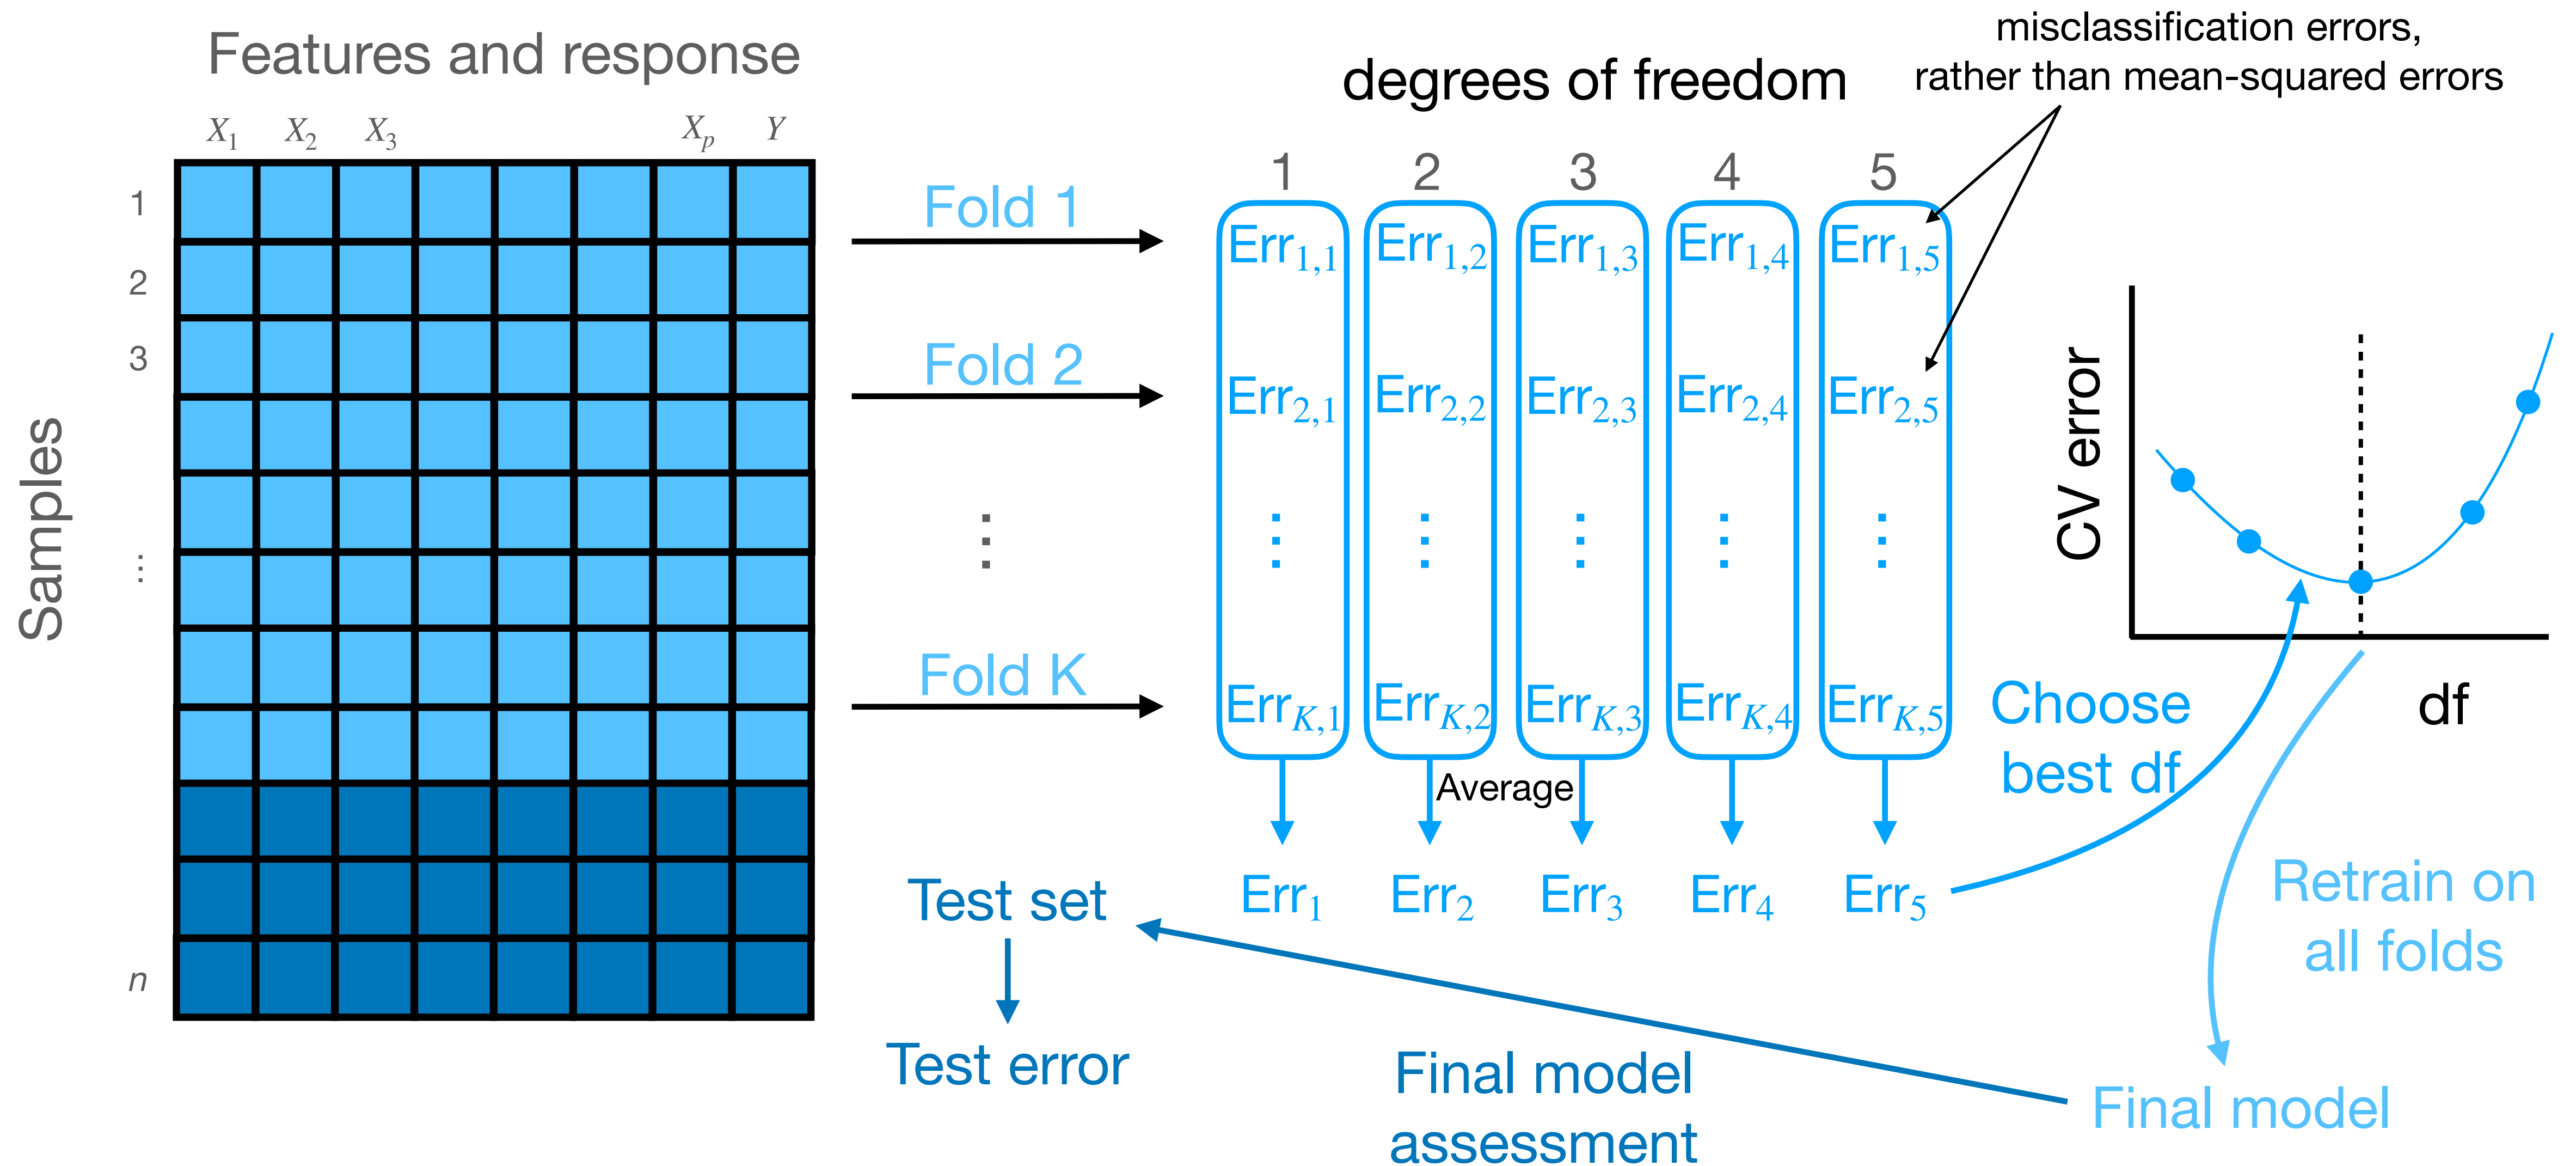 Features and response
X1 X2 X3 Xp Y
1
2
3
⋮
n
Samples
Fold 1
Fold 2
⋮
Fold K
degrees of freedom
misclassification errors,
rather than mean-squared errors
1 2 3 4 5
Err1,1 Err1,2 Err1,3 Err1,4 Err1,5
Err2,1 Err2,2 Err2,3 Err2,4 Err2,5
⋮ ⋮ ⋮ ⋮ ⋮
ErrK,1 ErrK,2 ErrK,3 ErrK,4 ErrK,5
Average
Err1 Err2 Err3 Err4 Err5
CV error
df
Choose
best df
Retrain on
all folds
Final model
Final model
assessment
Test set
Test error